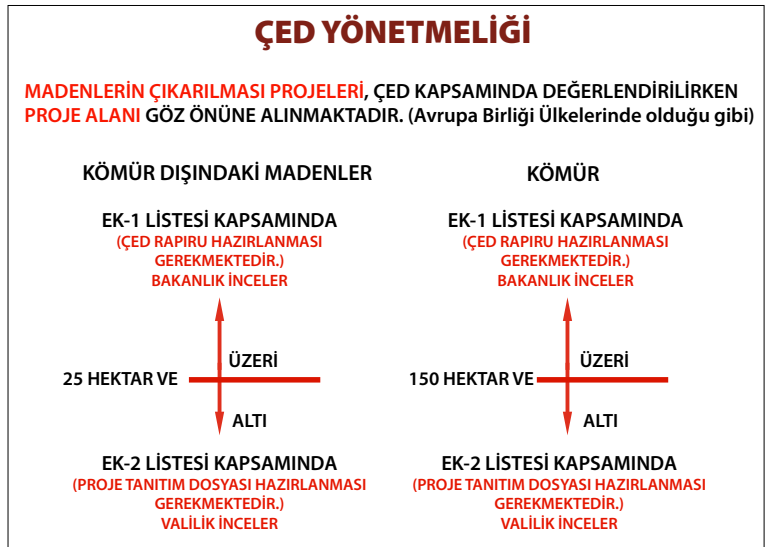 ÇED YÖNETMELİĞİ
MADENLERİN ÇIKARILMASI PROJELERİ, ÇED KAPSAMINDA DEĞERLENDİRİLİRKEN
PROJE ALANI GÖZ ÖNÜNE ALINMAKTADIR. (Avrupa Birliği Ülkelerinde olduğu gibi)
KÖMÜR DIŞINDAKİ MADENLER
EK-1 LİSTESİ KAPSAMINDA
(ÇED RAPIRU HAZIRLANMASI
GEREKMEKTEDİR.)
BAKANLIK İNCELER
ÜZERİ
25 HEKTAR VE
ALTI
EK-2 LİSTESİ KAPSAMINDA
(PROJE TANITIM DOSYASI HAZIRLANMASI
GEREKMEKTEDİR.)
VALİLİK İNCELER
KÖMÜR
EK-1 LİSTESİ KAPSAMINDA
(ÇED RAPIRU HAZIRLANMASI
GEREKMEKTEDİR.)
BAKANLIK İNCELER
ÜZERİ
150 HEKTAR VE
ALTI
EK-2 LİSTESİ KAPSAMINDA
(PROJE TANITIM DOSYASI HAZIRLANMASI
GEREKMEKTEDİR.)
VALİLİK İNCELER